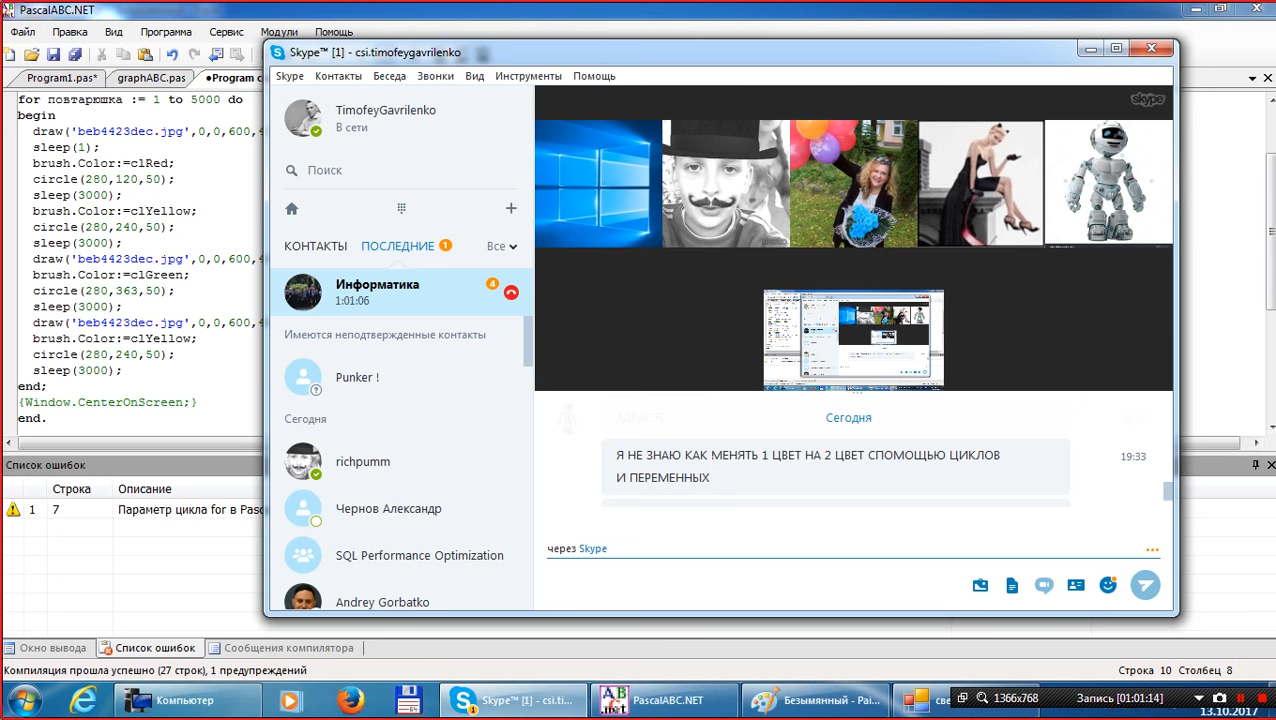 PascalABC.NET
Файл Правка Вид Программа Сервис Модули Помощь
Program1.pas* graphABC.pas •Program c
for повтарюшка := 1 to 5000 do
begin
draw('beb4423dec.jpg',0,0,600,4
sleep(1);
brush.Color:=clRed;
circle(280,120,50);
sleep(3000);
brush.Color:=clYellow;
circle(280,240,50);
sleep(3000);
draw('beb4423dec.jpg',0,0,600,4
brush.Color:=clGreen;
circle(280,363,50);
sleep(3000);
draw('beb4423dec.jpg',0,0,600,4
brush.Color:=clYellow;
circle(280,240,50);
sleep(3000);
end;
{Window.CenterOnScreen;}
end.
Список ошибок
Строка Описание
1 7 Параметр цикла for в Paso
Окно вывода Список ошибок Сообщения компилятора
Компиляция прошла успешно (27 строк), 1 предупреждений
Строка 10 Столбец 8
Skype™ [1] - csi.timofeygavrilenko
Skype Контакты Беседа Звонки Вид Инструменты Помощь
TimofeyGavrilenko
В сети
Поиск
КОНТАКТЫ ПОСЛЕДНИЕ 1 Все
Информатика 4
1:01:06
Имеются неподтвержденные контакты
Punker !
Сегодня
richpumm
Чернов Александр
SQL Performance Optimization
Andrey Gorbatko
skype
Сегодня
Я НЕ ЗНАЮ КАК МЕНЯТЬ 1 ЦВЕТ НА 2 ЦВЕТ СПОМОЩЬЮ ЦИКЛОВ
И ПЕРЕМЕННЫХ
19:33
через Skype
Компьютер
Skype™ [1] - csi.ti...
PascalABC.NET
Безымянный - Pai...
све
1366x768
Запись [01:01:14]
13.10.2017